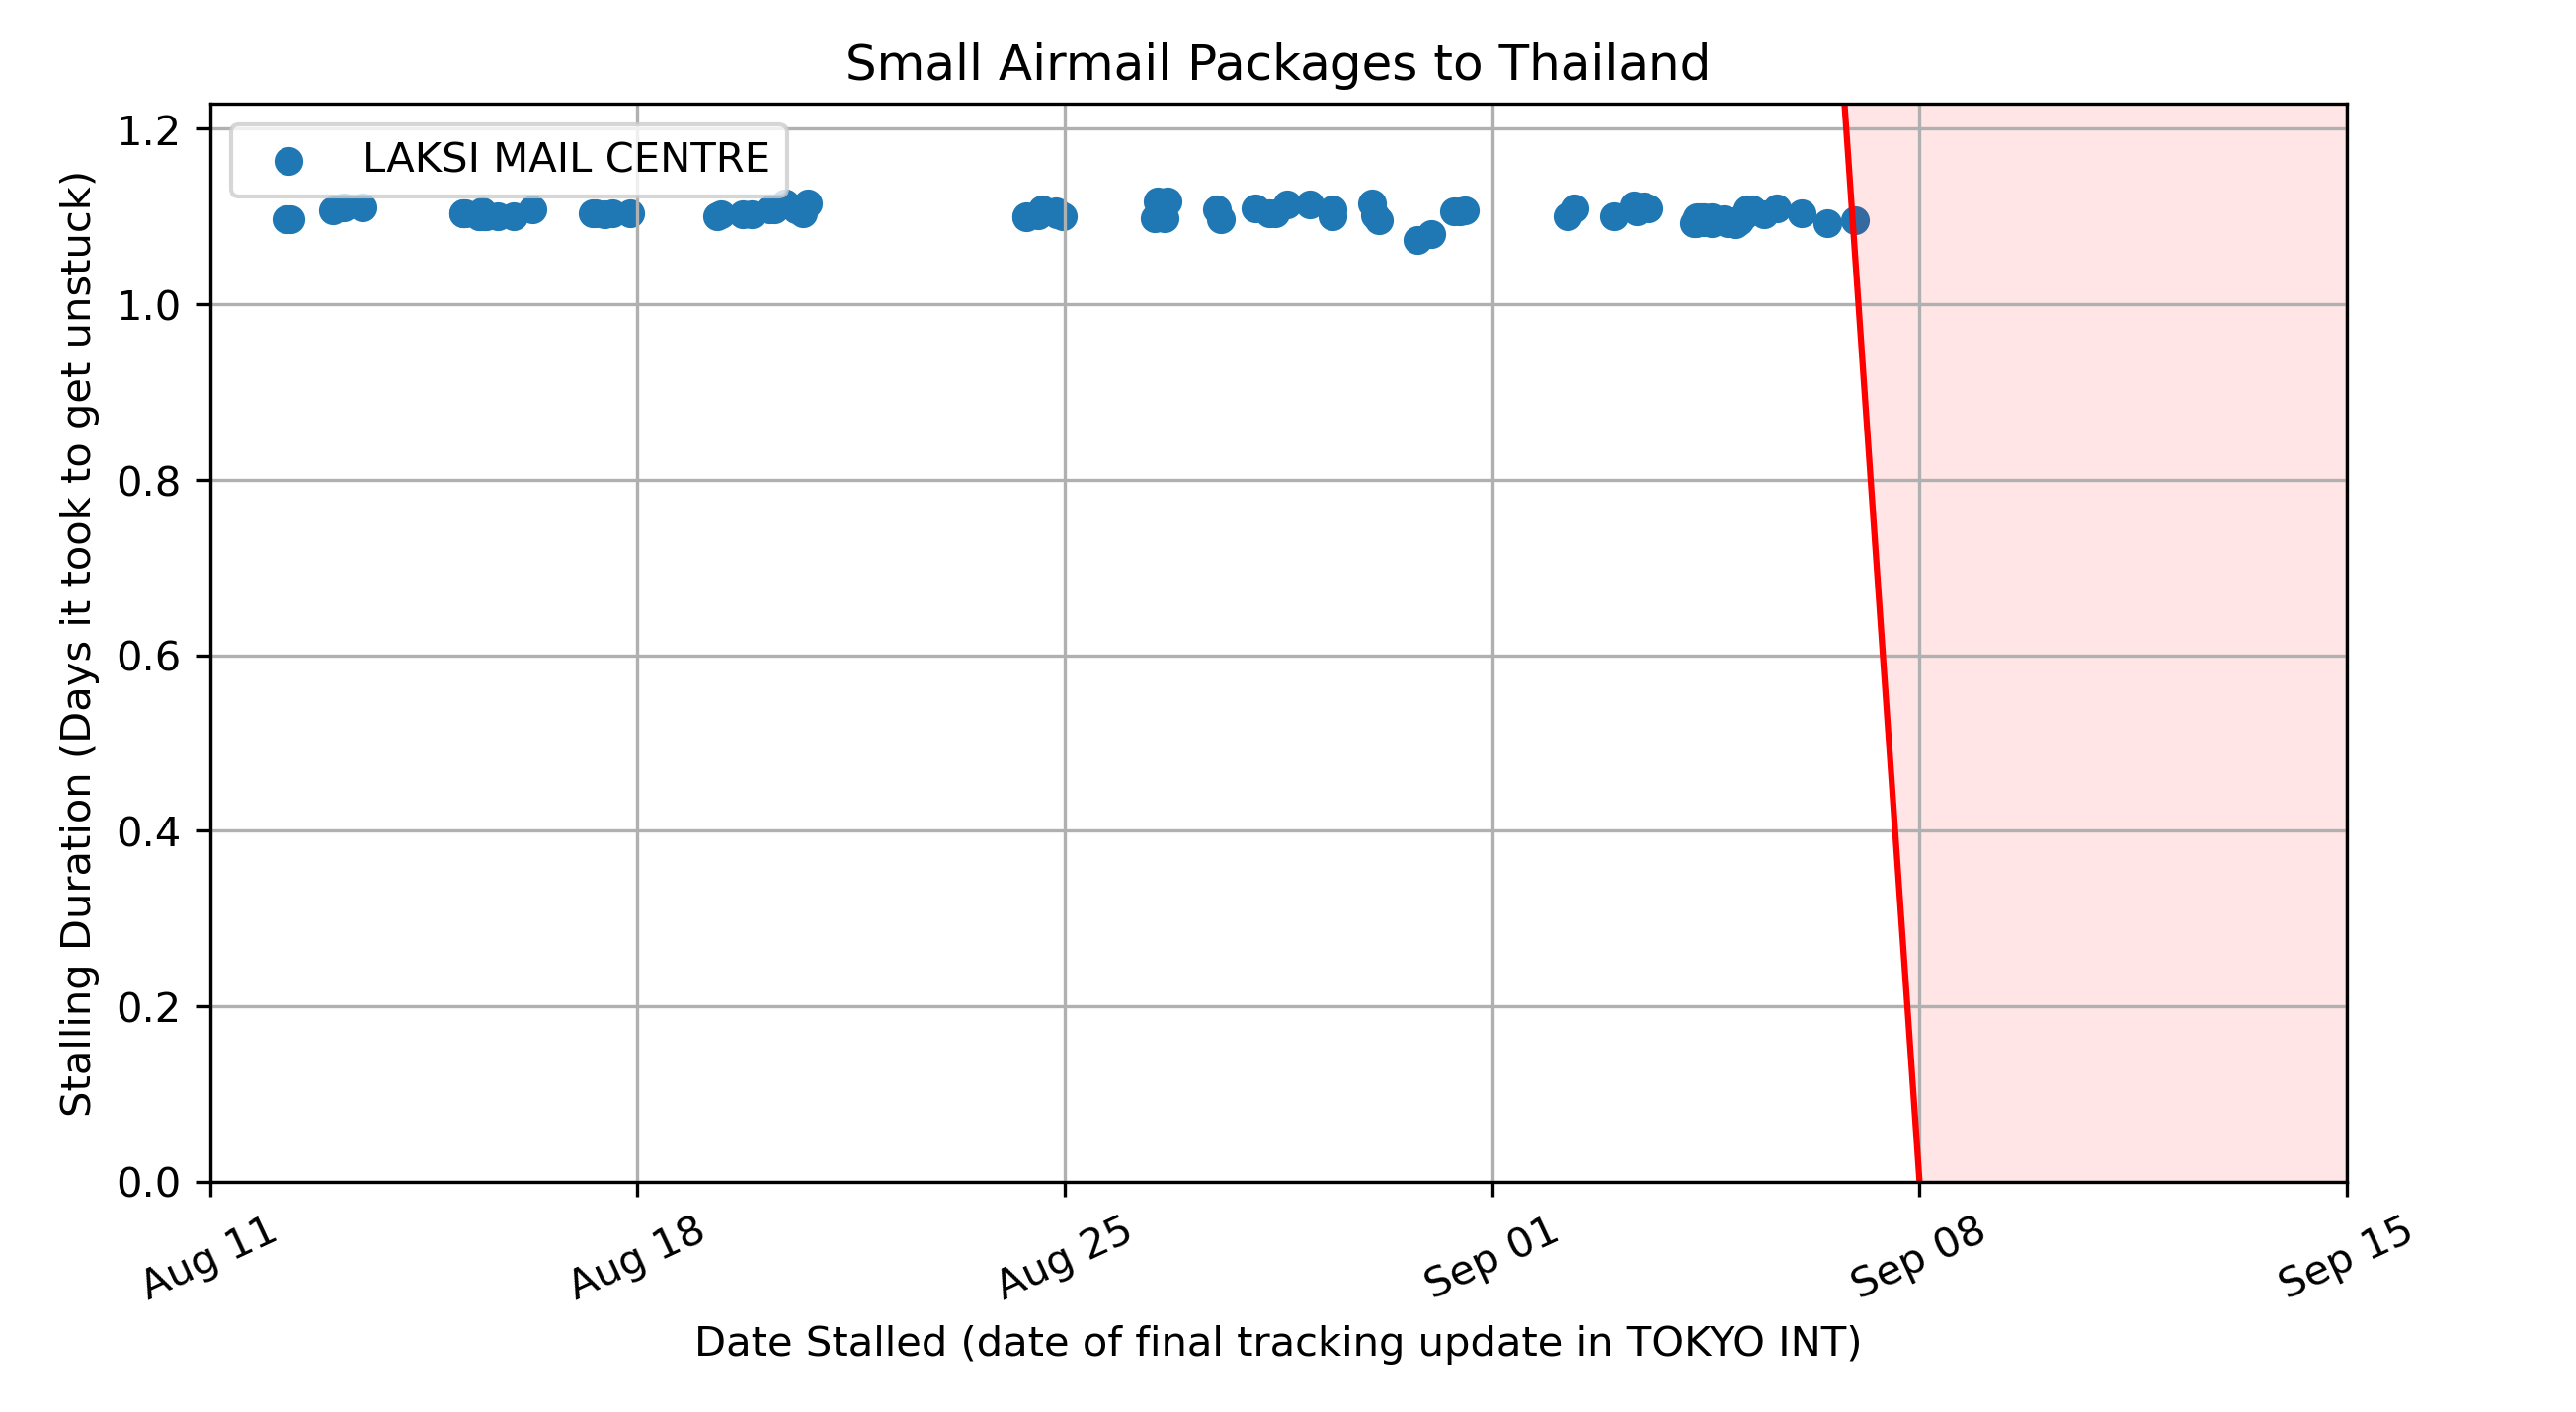 Small Airmail Packages to Thailand
LAKSI MAIL CENTRE
Stalling Duration (Days it took to get unstuck)
1.2
1.0
0.8
0.6
0.4
0.2
0.0
Aug 11
Aug 18
Aug 25
Sep 01
Sep 08
Sep 15
Date Stalled (date of final tracking update in TOKYO INT)